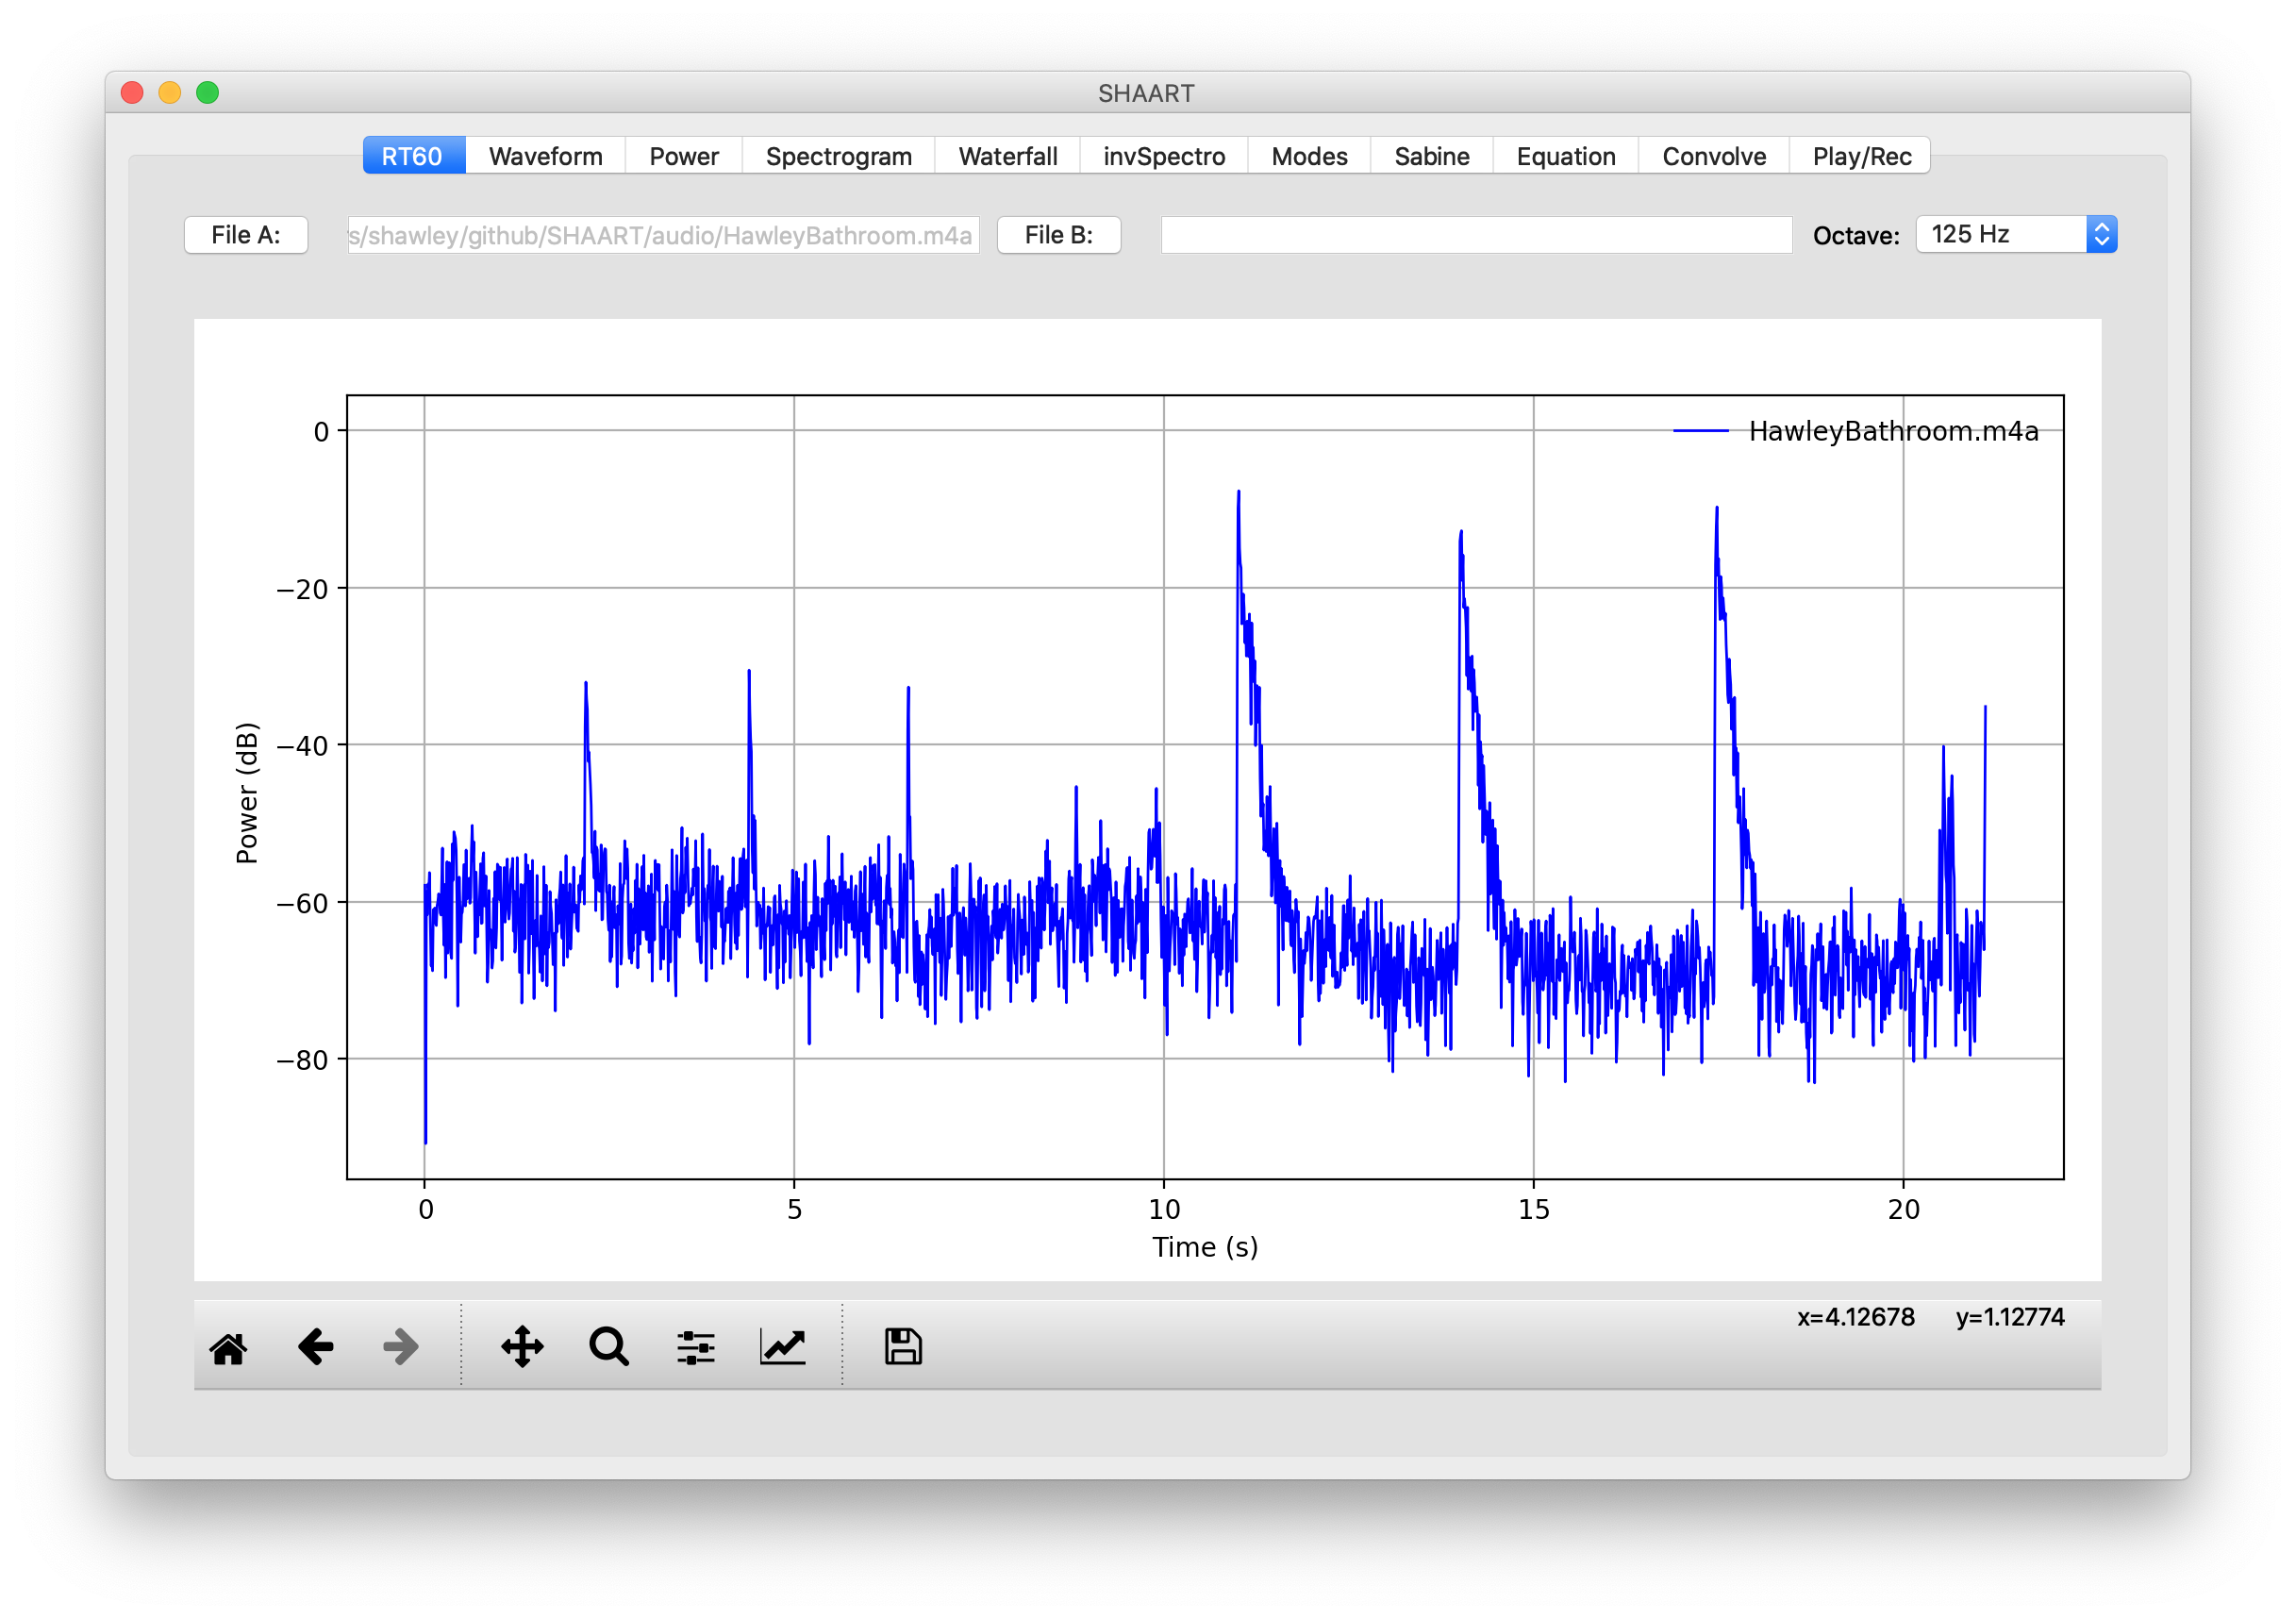 SHAART
RT60 Waveform Power Spectrogram Waterfall invSpectro Modes Sabine Equation Convolve Play/Rec
File A: s/shawley/github/SHAART/audio/HawleyBathroom.m4a File B: Octave: 125 Hz
HawleyBathroom.m4a
0
−20
−40
−60
−80
Power (dB)
0 5 10 15 20
Time (s)
x=4.12678 y=1.12774